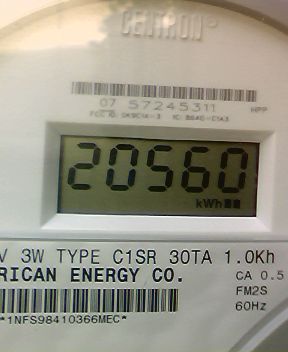 CENTRON®
07 57245311 HPP
20560
kWh
V 3W TYPE C1SR 30TA 1.0Kh
RICAN ENERGY CO. CA 0.5
FM2S
*1NFS98410366MEC* 60Hz